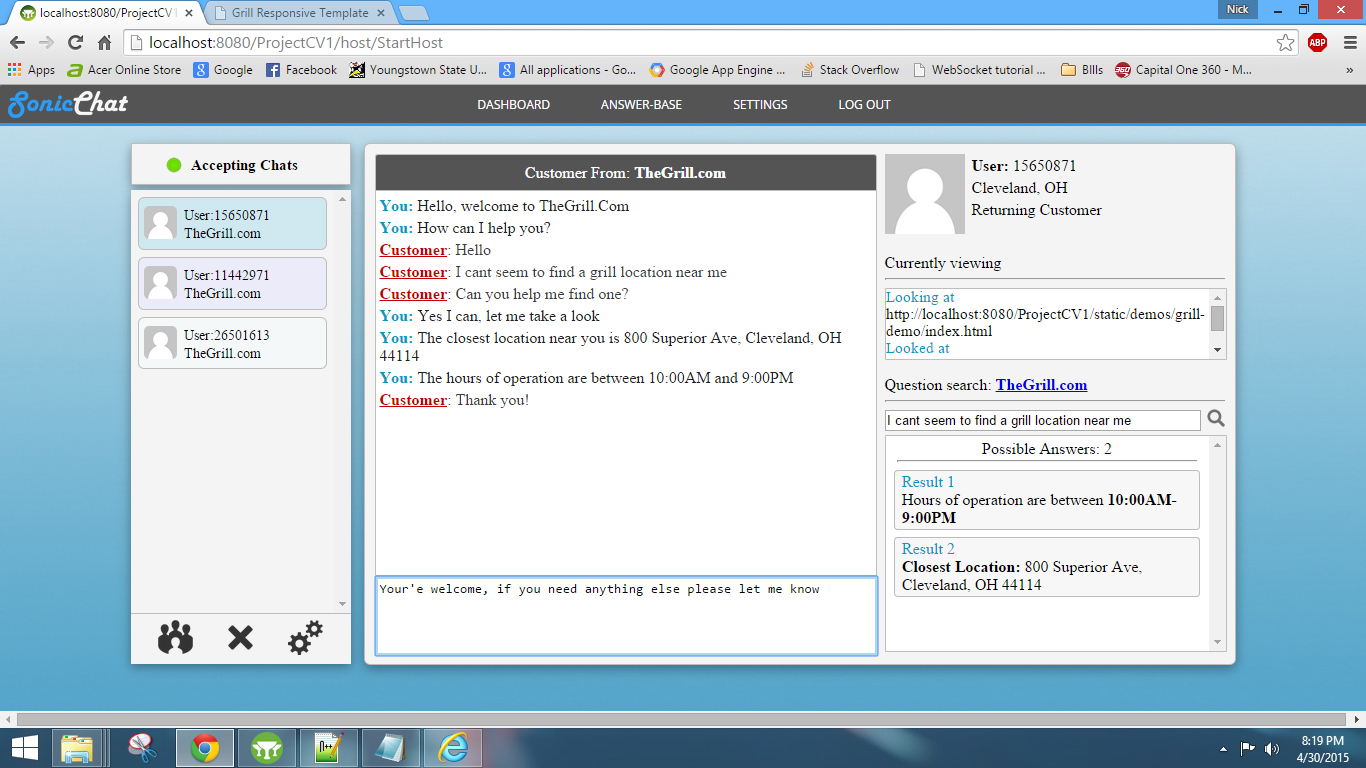 localhost:8080/ProjectCV1
Grill Responsive Template
Nick
localhost:8080/ProjectCV1/host/StartHost
ABP
Apps
Acer Online Store
Google
Facebook
Youngstown State U...
All applications - Go...
Google App Engine ...
Stack Overflow
WebSocket tutorial ...
BIlls
Capital One 360 - M...
»
SonicChat
DASHBOARD
ANSWER-BASE
SETTINGS
LOG OUT
Accepting Chats
User:15650871
TheGrill.com
User:11442971
TheGrill.com
User:26501613
TheGrill.com
Customer From: TheGrill.com
You: Hello, welcome to TheGrill.Com
You: How can I help you?
Customer: Hello
Customer: I cant seem to find a grill location near me
Customer: Can you help me find one?
You: Yes I can, let me take a look
You: The closest location near you is 800 Superior Ave, Cleveland, OH
44114
You: The hours of operation are between 10:00AM and 9:00PM
Customer: Thank you!
Your'e welcome, if you need anything else please let me know
User: 15650871
Cleveland, OH
Returning Customer
Currently viewing
Looking at
http://localhost:8080/ProjectCV1/static/demos/grill-
demo/index.html
Looked at
Question search: TheGrill.com
I cant seem to find a grill location near me
Possible Answers: 2
Result 1
Hours of operation are between 10:00AM-
9:00PM
Result 2
Closest Location: 800 Superior Ave,
Cleveland, OH 44114
N++
8:19 PM
4/30/2015